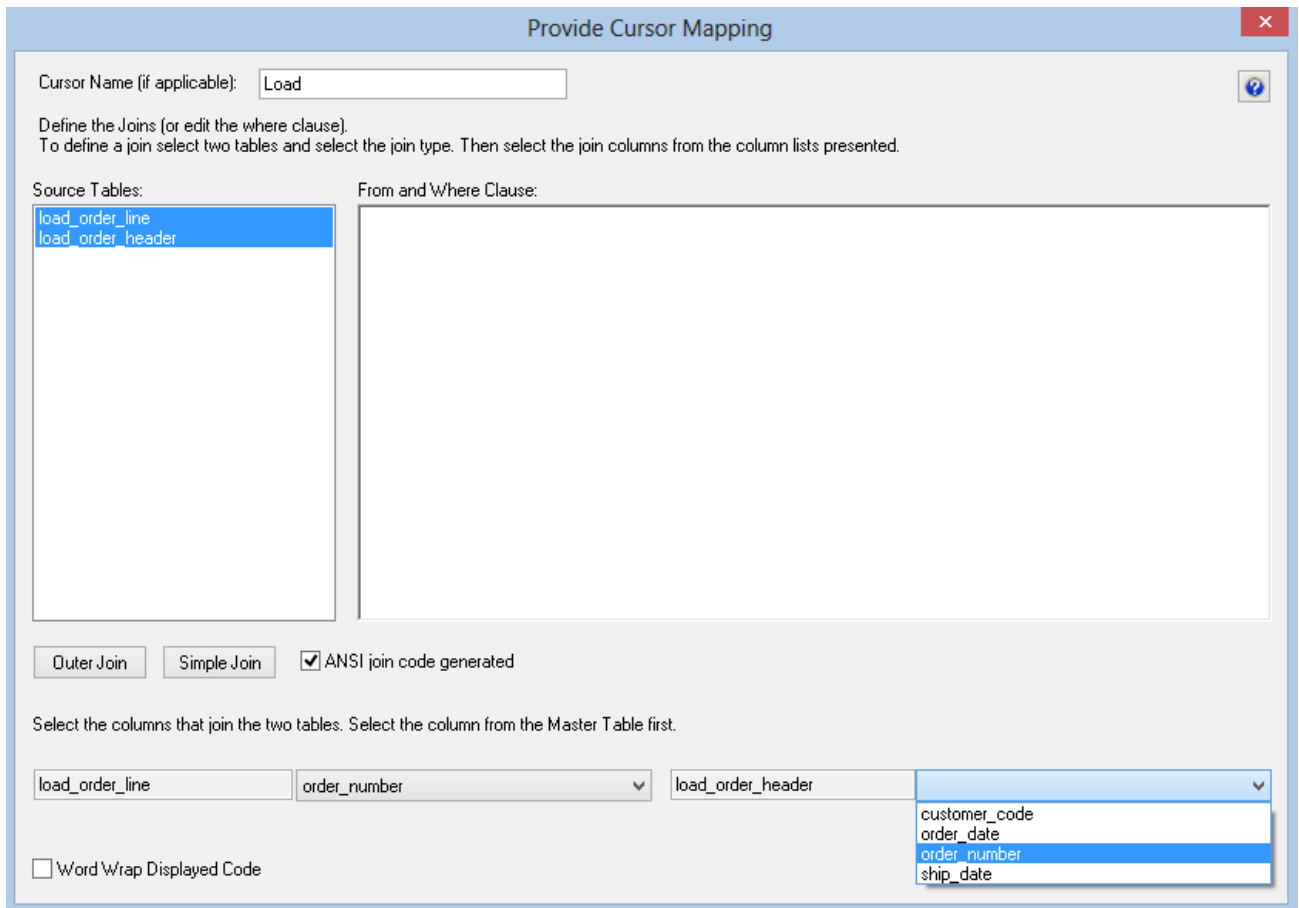 Provide Cursor Mapping
Cursor Name (if applicable): Load
Define the Joins (or edit the where clause).
To define a join select two tables and select the join type. Then select the join columns from the column lists presented.
Source Tables: From and Where Clause:
load_order_line
load_order_header
Outer Join Simple Join ANSI join code generated
Select the columns that join the two tables. Select the column from the Master Table first.
load_order_line order_number load_order_header
customer_code
order_date
order_number
ship_date
Word Wrap Displayed Code